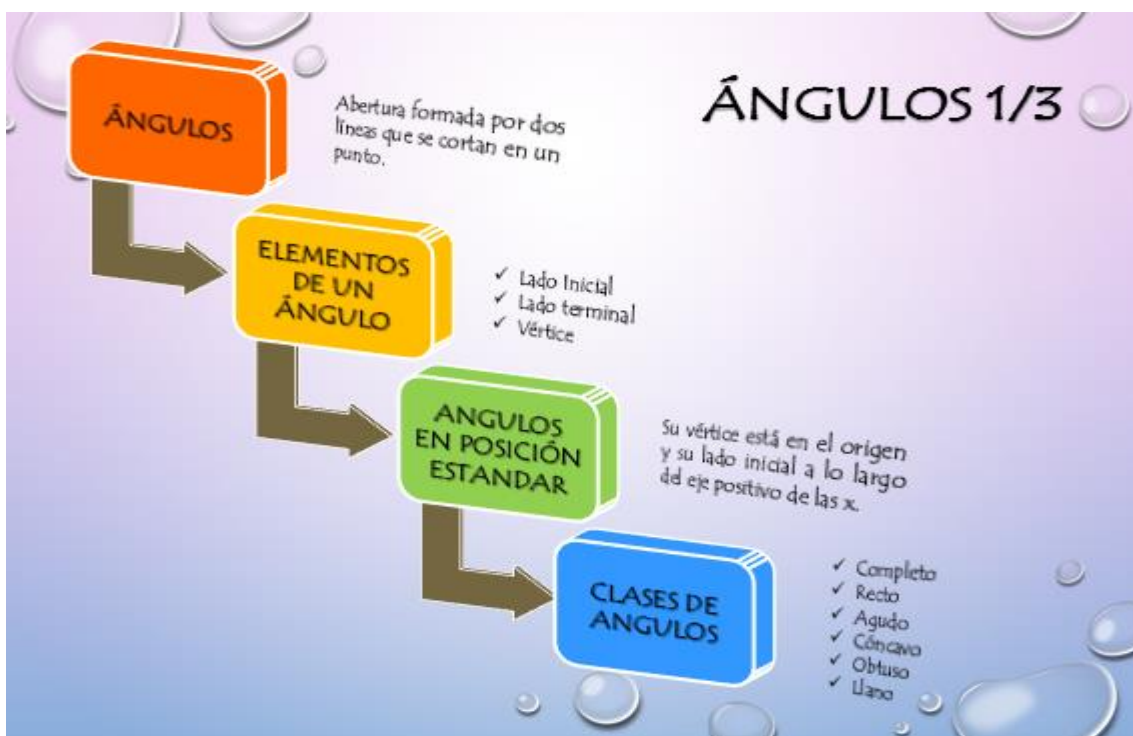 ÁNGULOS 1/3
ÁNGULOS
Abertura formada por dos
líneas que se cortan en un
punto.
ELEMENTOS
DE UN
ÁNGULO
✓ Lado Inicial
✓ Lado terminal
✓ Vértice
ANGULOS
EN POSICIÓN
ESTANDAR
Su vértice está en el origen
y su lado inicial a lo largo
del eje positivo de las x.
CLASES DE
ANGULOS
✓ Completo
✓ Recto
✓ Agudo
✓ Cóncavo
✓ Obtuso
✓ Llano